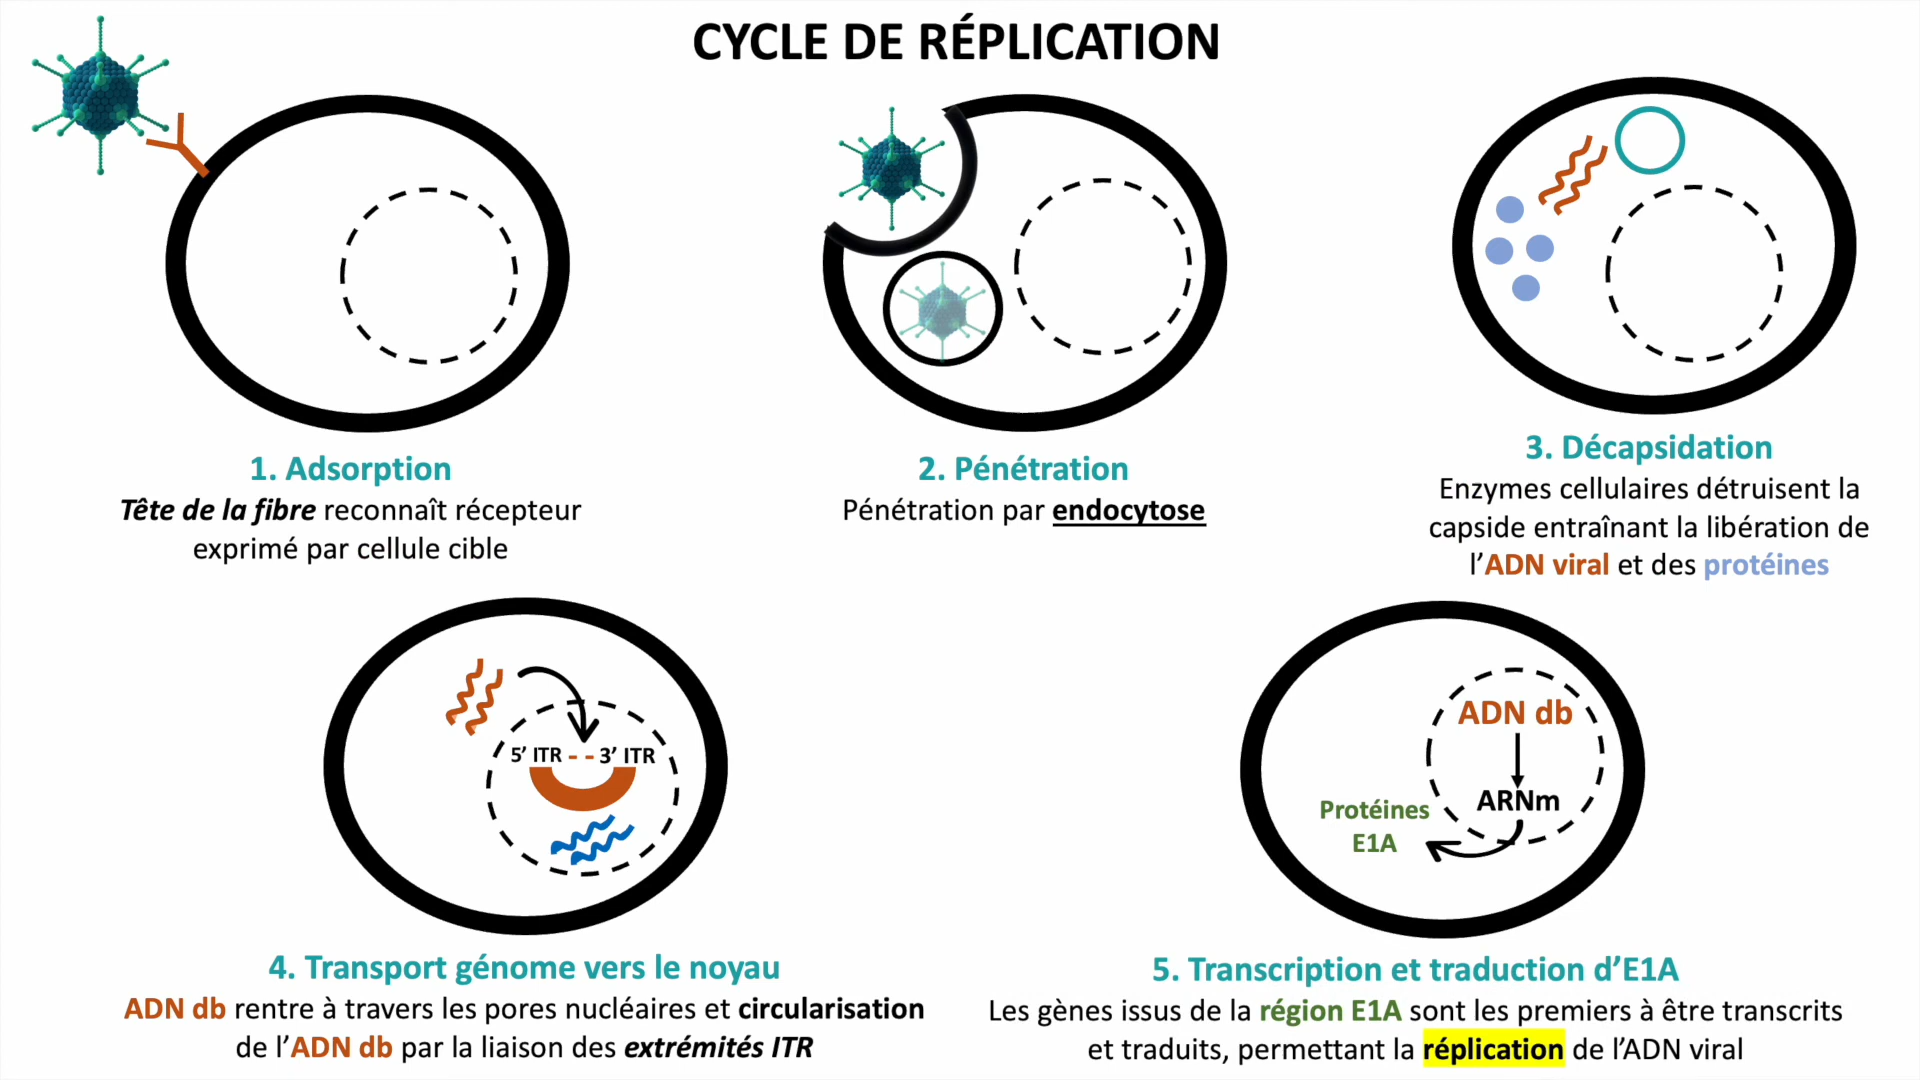 CYCLE DE RÉPLICATION
1. Adsorption
Tête de la fibre reconnaît récepteur
exprimé par cellule cible
2. Pénétration
Pénétration par endocytose
3. Décapsidation
Enzymes cellulaires détruisent la
capside entraînant la libération de
l’ADN viral et des protéines
5’ ITR - - 3’ ITR
4. Transport génome vers le noyau
ADN db rentre à travers les pores nucléaires et circularisation
de l’ADN db par la liaison des extrémités ITR
ADN db
ARNm
Protéines
E1A
5. Transcription et traduction d’E1A
Les gènes issus de la région E1A sont les premiers à être transcrits
et traduits, permettant la réplication de l’ADN viral